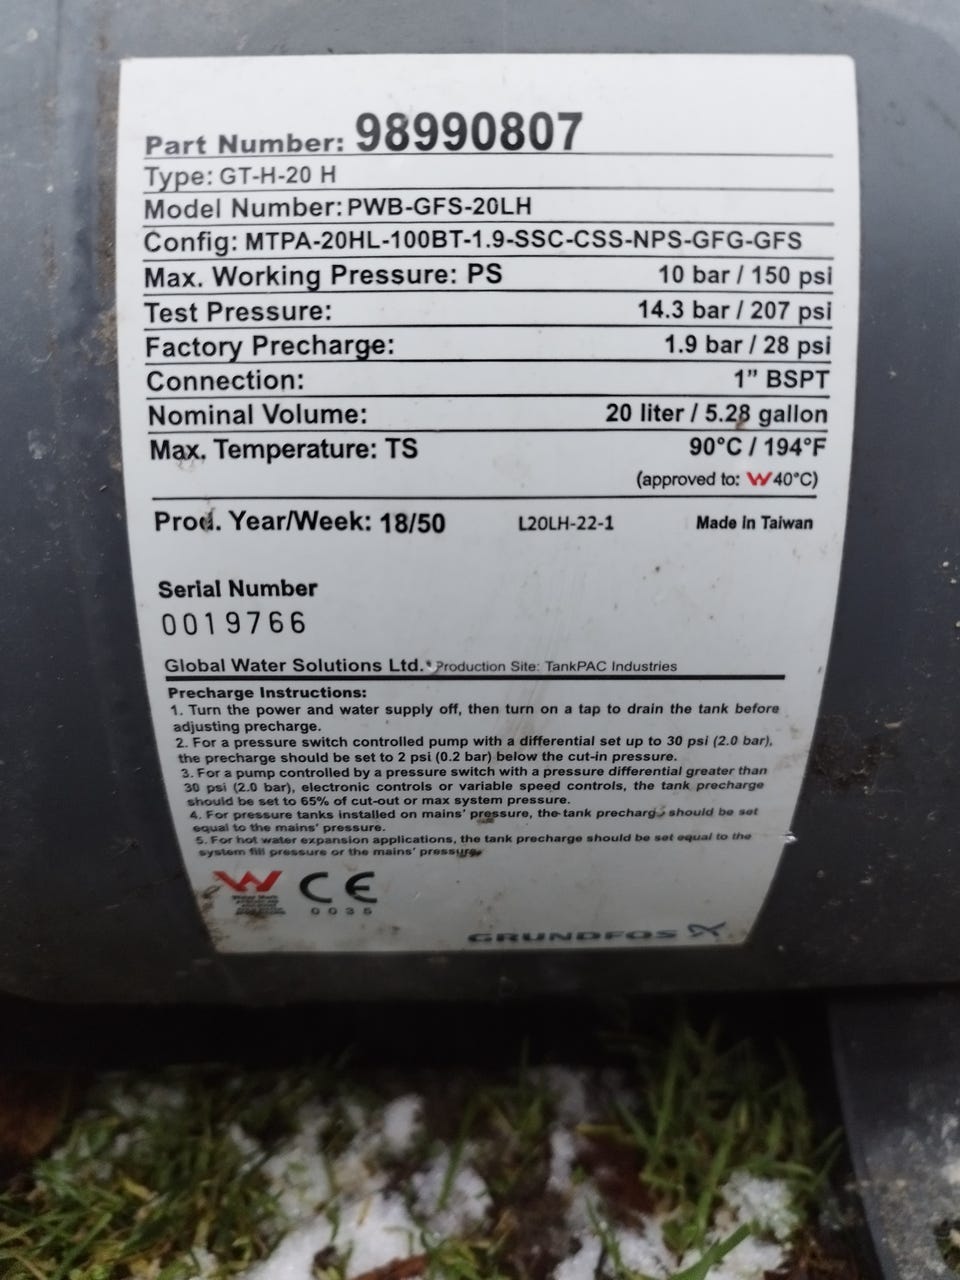 Part Number: 98990807
Type: GT-H-20 H
Model Number: PWB-GFS-20LH
Config: MTPA-20HL-100BT-1.9-SSC-CSS-NPS-GFG-GFS
Max. Working Pressure: PS 10 bar / 150 psi
Test Pressure: 14.3 bar / 207 psi
Factory Precharge: 1.9 bar / 28 psi
Connection: 1” BSPT
Nominal Volume: 20 liter / 5.28 gallon
Max. Temperature: TS 90°C / 194°F
(approved to: W 40°C)
Prod. Year/Week: 18/50 L20LH-22-1 Made in Taiwan
Serial Number
0019766
Global Water Solutions Ltd. Production Site: TankPAC Industries
Precharge Instructions:
1. Turn the power and water supply off, then turn on a tap to drain the tank before
adjusting precharge.
2. For a pressure switch controlled pump with a differential set up to 30 psi (2.0 bar),
the precharge should be set to 2 psi (0.2 bar) below the cut-in pressure.
3. For a pump controlled by a pressure switch with a pressure differential greater than
30 psi (2.0 bar), electronic controls or variable speed controls, the tank precharge
should be set to 65% of cut-out or max system pressure.
4. For pressure tanks installed on mains’ pressure, the tank precharge should be set
equal to the mains’ pressure.
5. For hot water expansion applications, the tank precharge should be set equal to the
system fill pressure or the mains’ pressure.
W CE
0035
GRUNDFOS